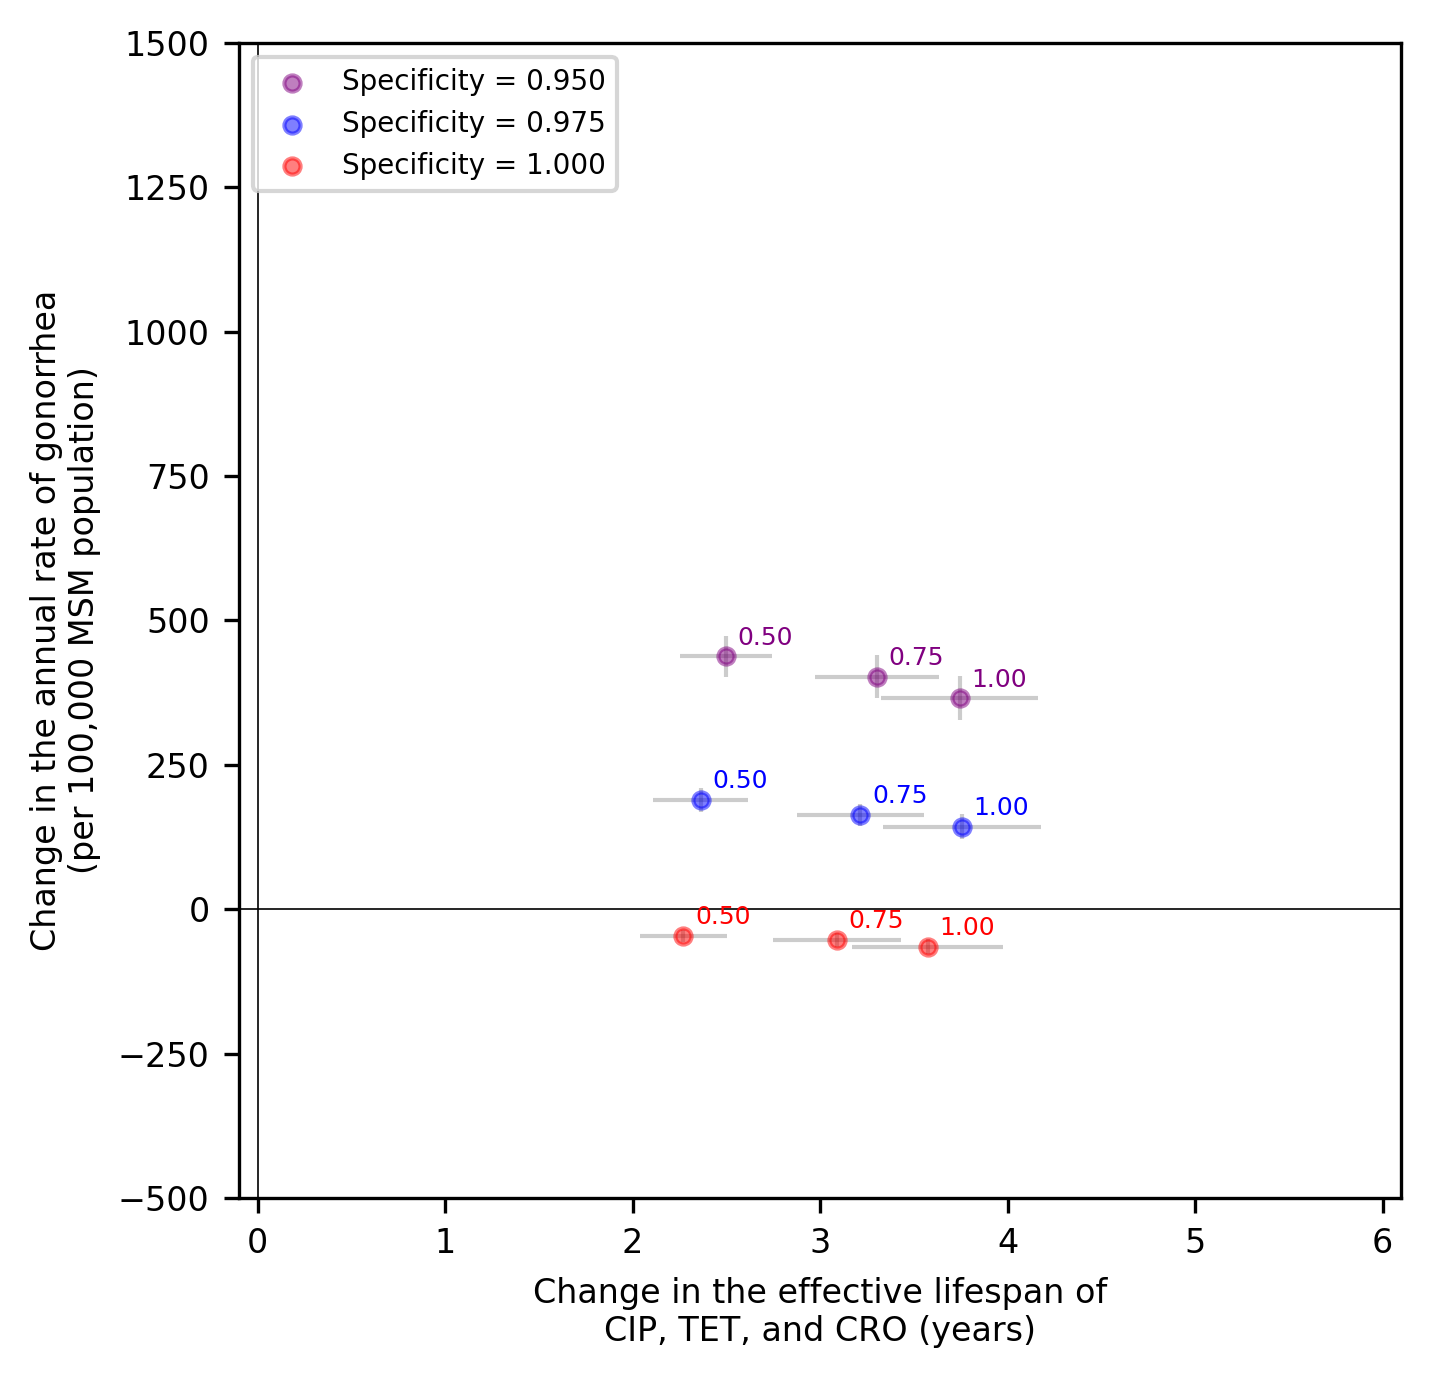 1500
1250
1000
750
500
250
0
−250
−500
Change in the annual rate of gonorrhea
(per 100,000 MSM population)
Specificity = 0.950
Specificity = 0.975
Specificity = 1.000
0.50
0.75
1.00
0.50
0.75
1.00
0.50
0.75
1.00
0 1 2 3 4 5 6
Change in the effective lifespan of
CIP, TET, and CRO (years)